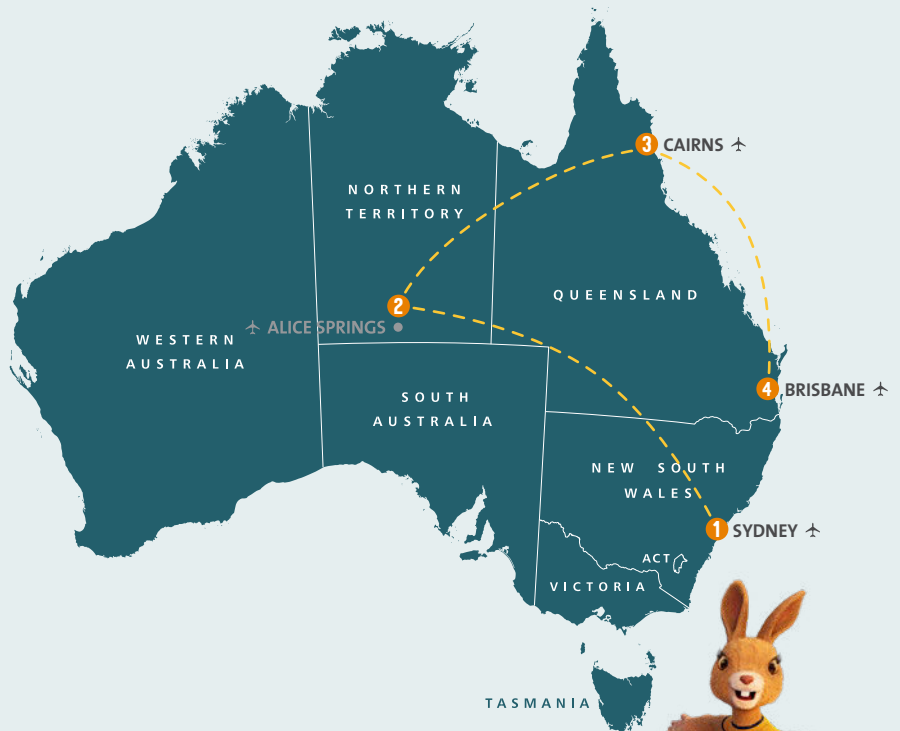 3 CAIRNS
NORTHERN
TERRITORY
QUEENSLAND
2
ALICE SPRINGS
WESTERN
AUSTRALIA
4 BRISBANE
SOUTH
AUSTRALIA
NEW SOUTH
WALES
1 SYDNEY
ACT
VICTORIA
TASMANIA